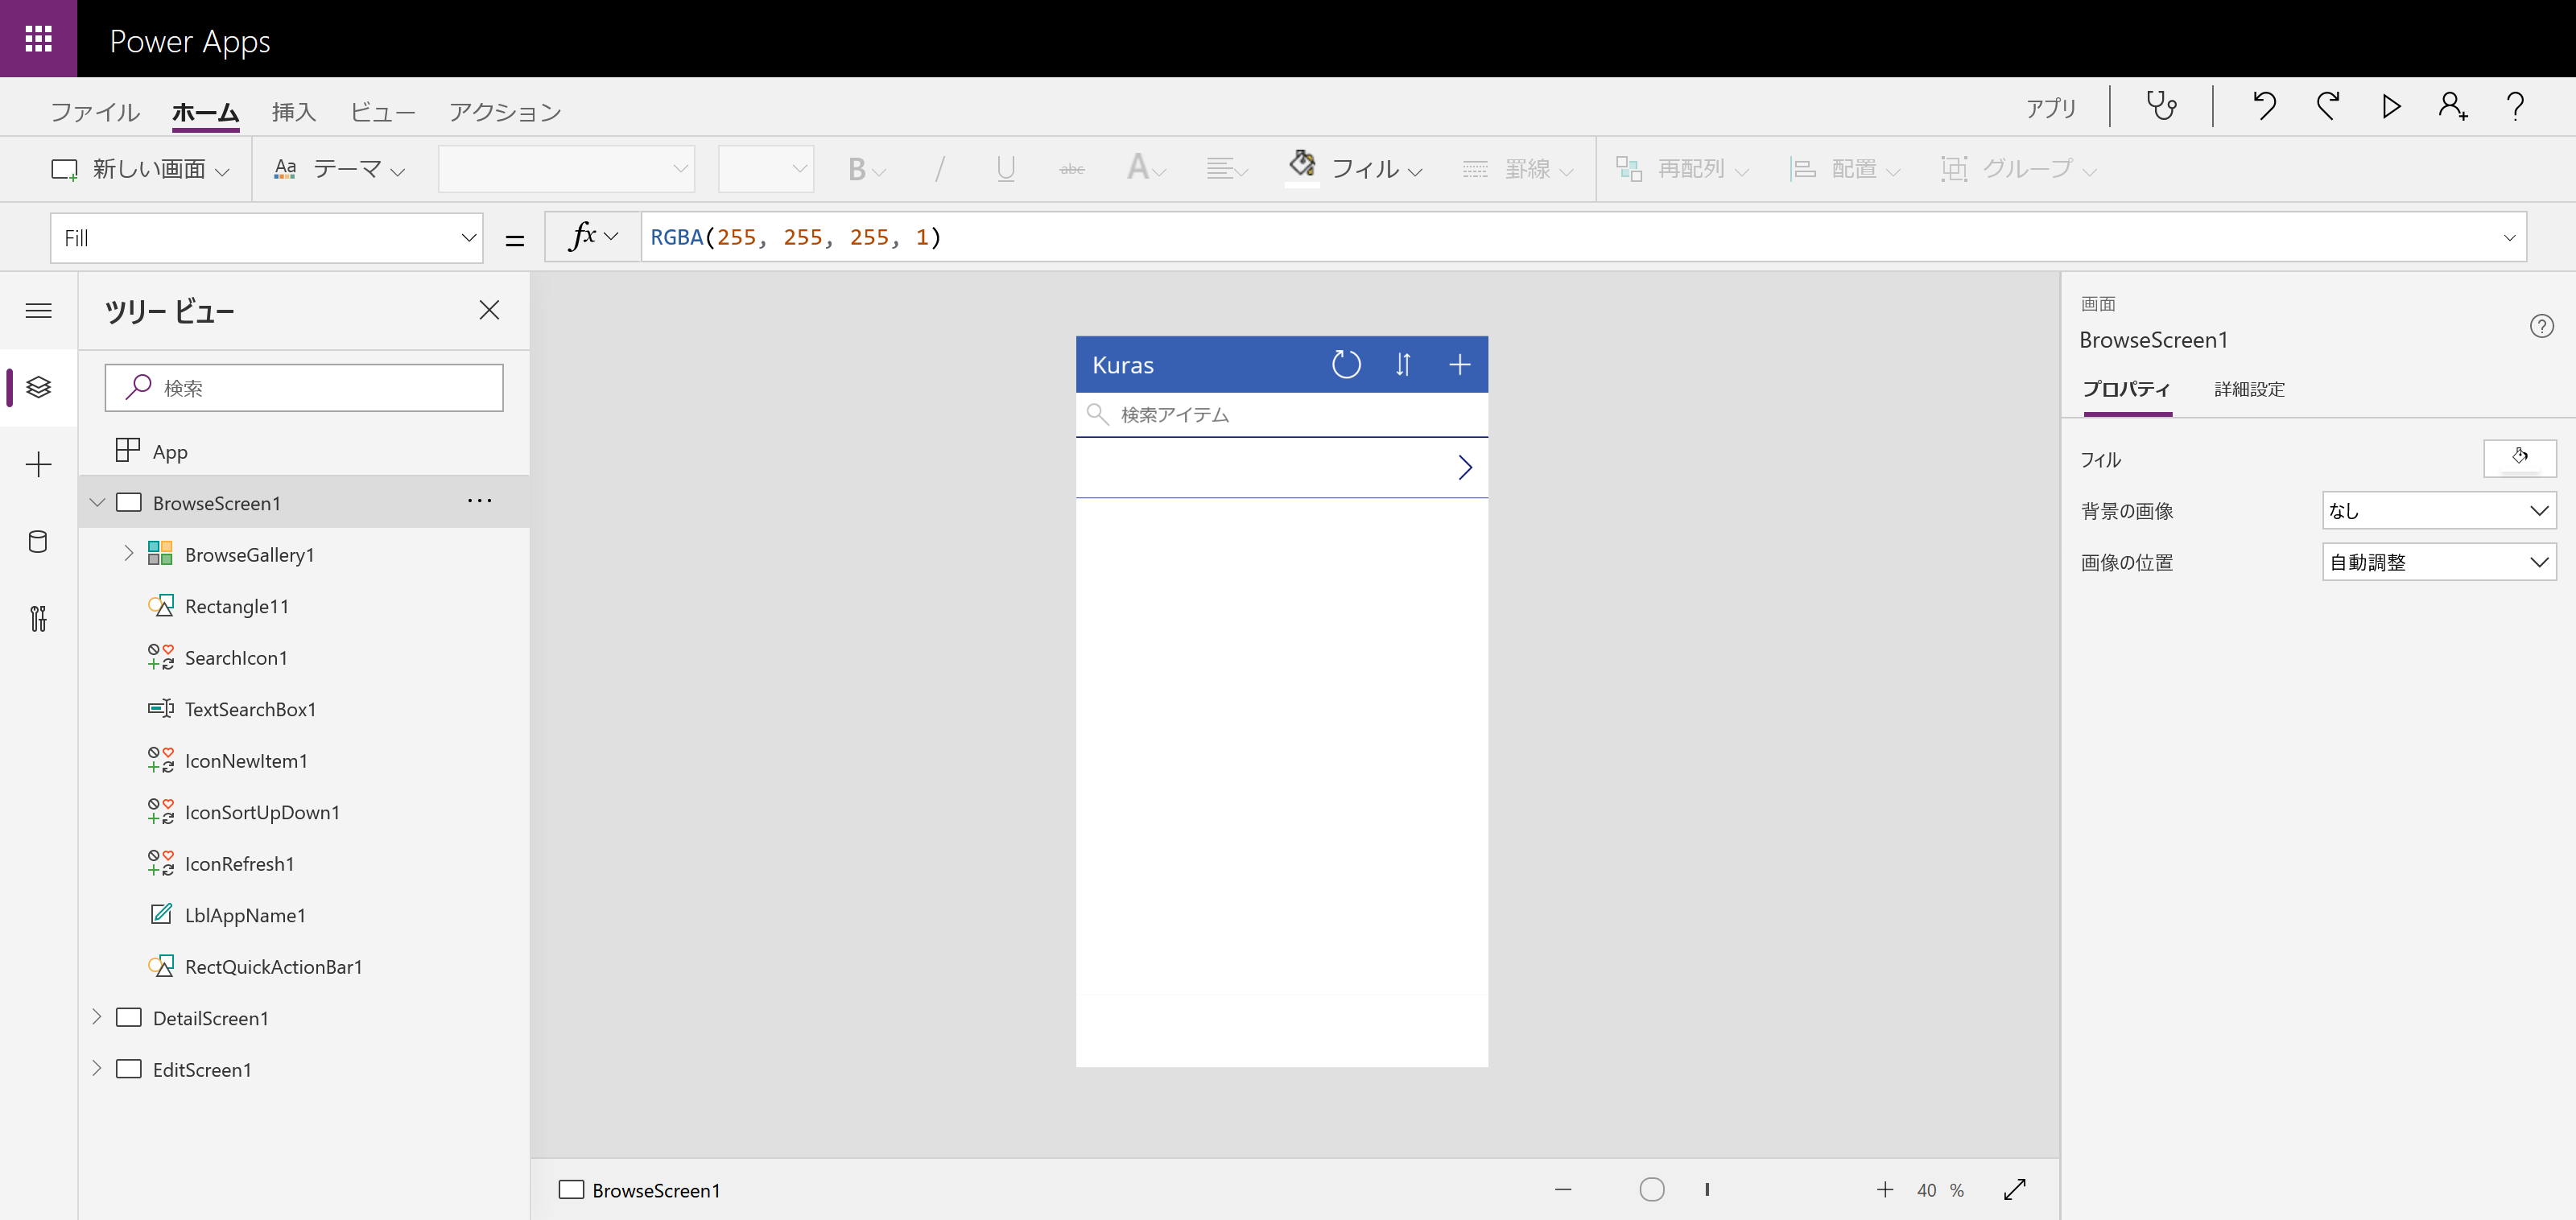 Power Apps
ファイル ホーム 挿入 ビュー アクション アプリ
新しい画面 Aa テーマ B / U abc A フィル 罫線 再配列 配置 グループ
Fill = fx RGBA(255, 255, 255, 1)
ツリー ビュー
検索
App
BrowseScreen1
BrowseGallery1
Rectangle11
SearchIcon1
TextSearchBox1
IconNewItem1
IconSortUpDown1
IconRefresh1
LblAppName1
RectQuickActionBar1
DetailScreen1
EditScreen1
Kuras
検索アイテム
BrowseScreen1 40 %
画面
BrowseScreen1
プロパティ 詳細設定
フィル
背景の画像 なし
画像の位置 自動調整